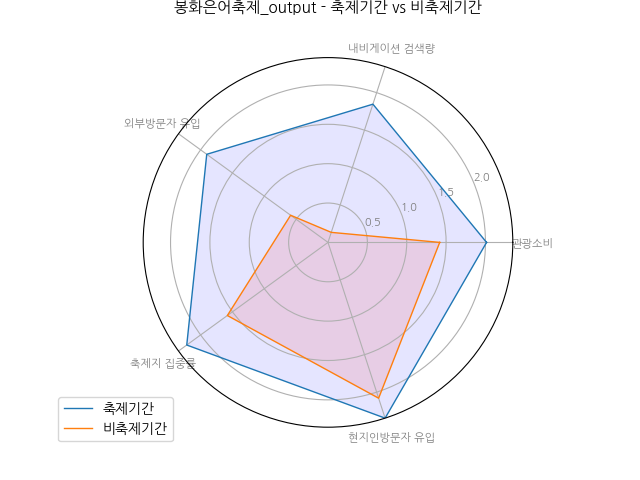 봉화은어축제_output - 축제기간 vs 비축제기간
내비게이션 검색량
외부방문자 유입
2.0
1.5
1.0
0.5
관광소비
축제지 집중률
현지인방문자 유입
축제기간
비축제기간